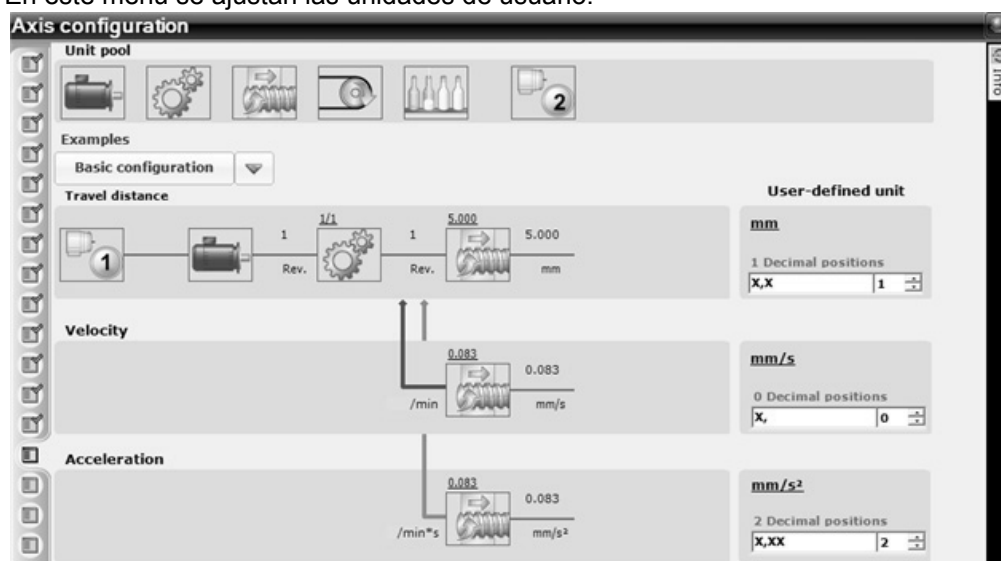 En este menú se ajustan las unidades de usuario.
Axis configuration
Info
Unit pool
2
Examples
Basic configuration
Travel distance
User-defined unit
1
1
Rev.
1/1
1
Rev.
5.000
5.000
mm
mm
1 Decimal positions
X,X 1
Velocity
/min
0.083
0.083
mm/s
mm/s
0 Decimal positions
X, 0
Acceleration
/min*s
0.083
0.083
mm/s²
mm/s²
2 Decimal positions
X,XX 2